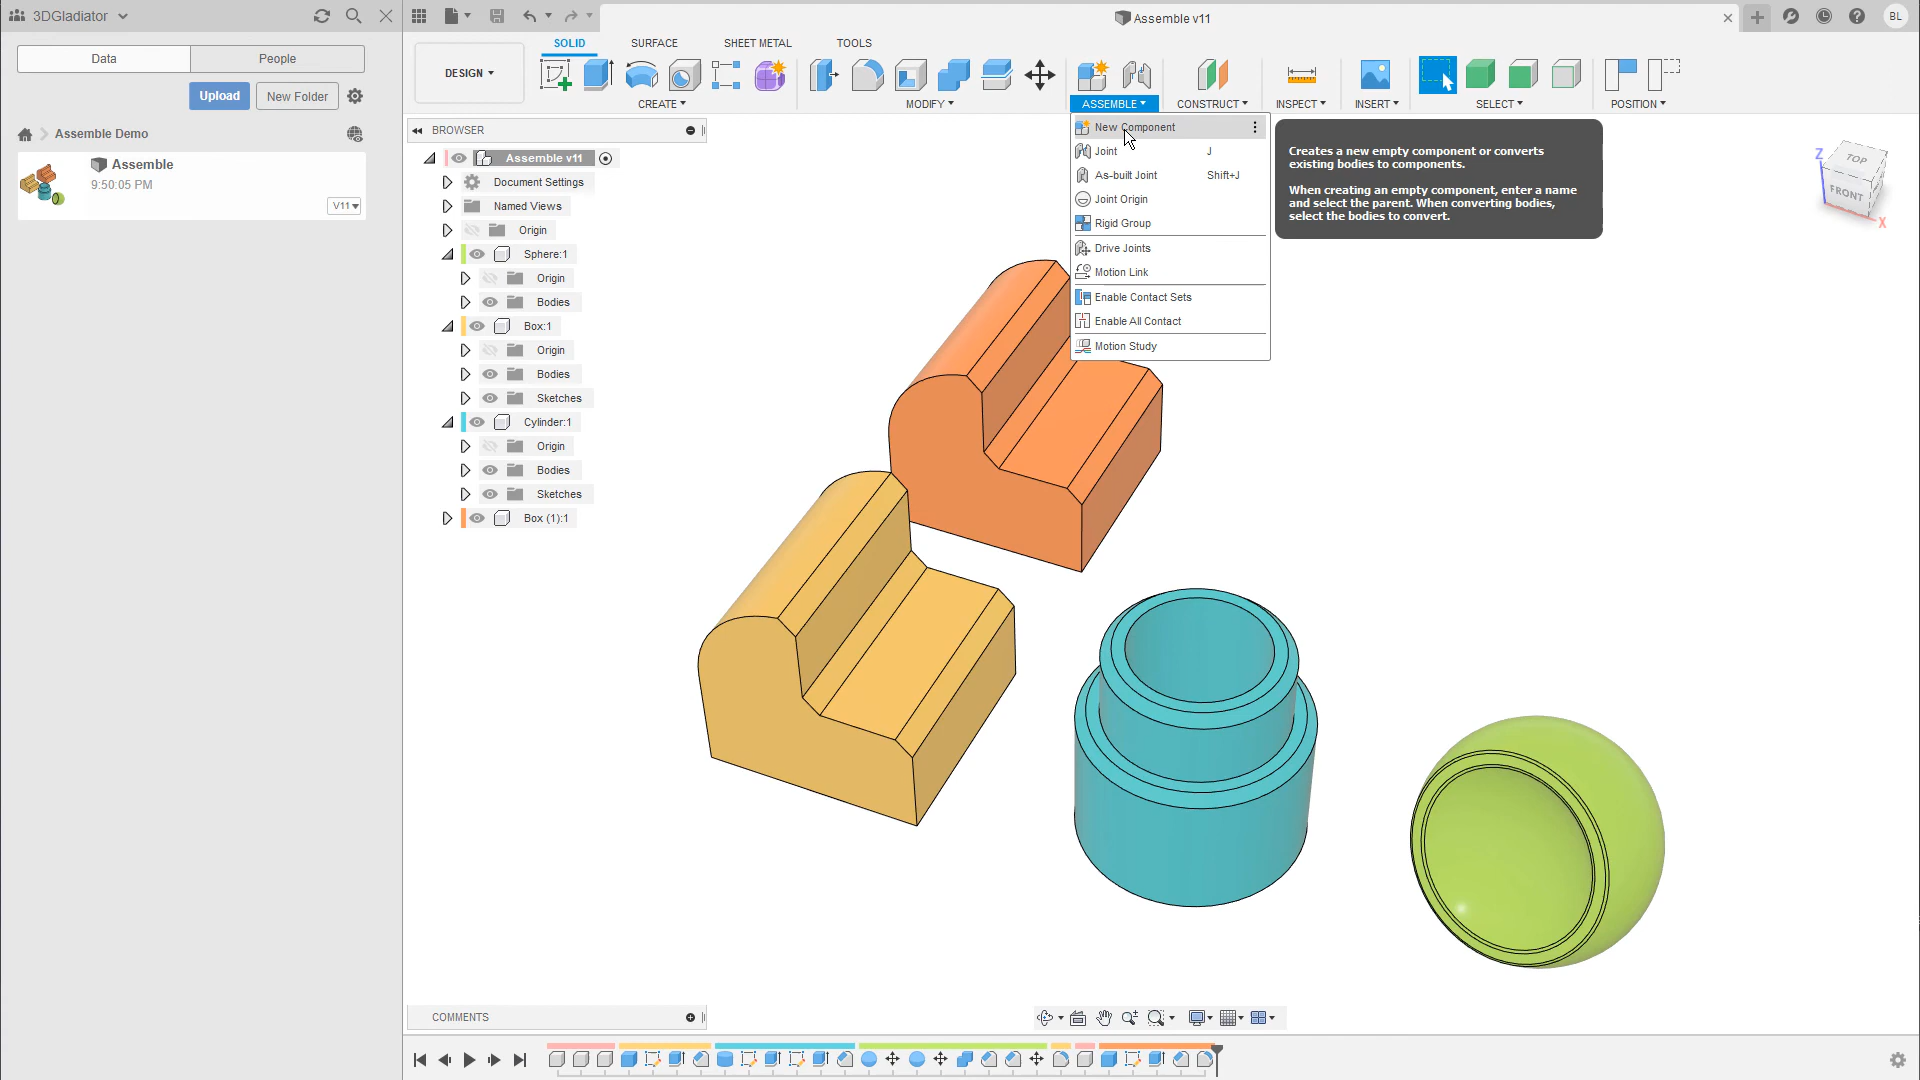 3DGladiator
Assemble v11
BL
Data
People
Upload
New Folder
Assemble Demo
Assemble
9:50:05 PM
V11
SOLID
SURFACE
SHEET METAL
TOOLS
DESIGN
CREATE
MODIFY
ASSEMBLE
CONSTRUCT
INSPECT
INSERT
SELECT
POSITION
BROWSER
Assemble v11
Document Settings
Named Views
Origin
Sphere:1
Origin
Bodies
Box:1
Origin
Bodies
Sketches
Cylinder:1
Origin
Bodies
Sketches
Box (1):1
New Component
Joint J
As-built Joint Shift+J
Joint Origin
Rigid Group
Drive Joints
Motion Link
Enable Contact Sets
Enable All Contact
Motion Study
Creates a new empty component or converts
existing bodies to components.
When creating an empty component, enter a name
and select the parent. When converting bodies,
select the bodies to convert.
Z
TOP
FRONT
X
COMMENTS